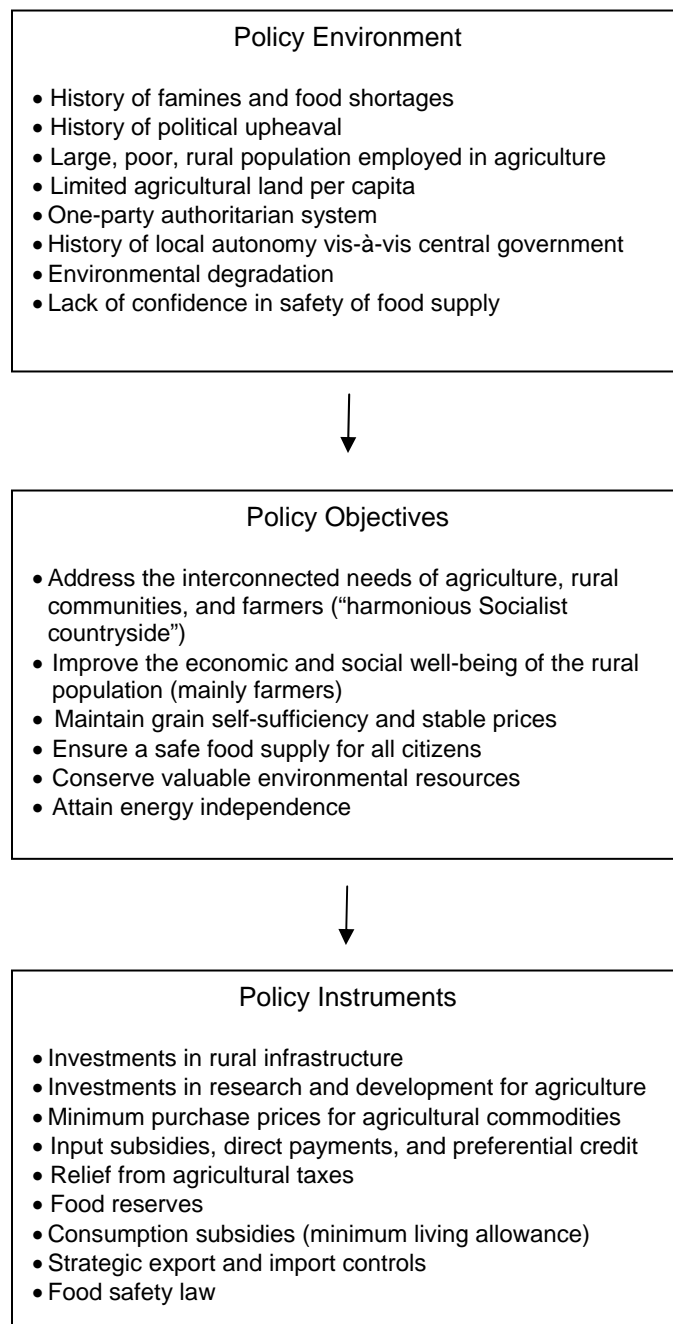 Policy Environment
• History of famines and food shortages
• History of political upheaval
• Large, poor, rural population employed in agriculture
• Limited agricultural land per capita
• One-party authoritarian system
• History of local autonomy vis-à-vis central government
• Environmental degradation
• Lack of confidence in safety of food supply
Policy Objectives
• Address the interconnected needs of agriculture, rural
communities, and farmers (“harmonious Socialist
countryside”)
• Improve the economic and social well-being of the rural
population (mainly farmers)
• Maintain grain self-sufficiency and stable prices
• Ensure a safe food supply for all citizens
• Conserve valuable environmental resources
• Attain energy independence
Policy Instruments
• Investments in rural infrastructure
• Investments in research and development for agriculture
• Minimum purchase prices for agricultural commodities
• Input subsidies, direct payments, and preferential credit
• Relief from agricultural taxes
• Food reserves
• Consumption subsidies (minimum living allowance)
• Strategic export and import controls
• Food safety law